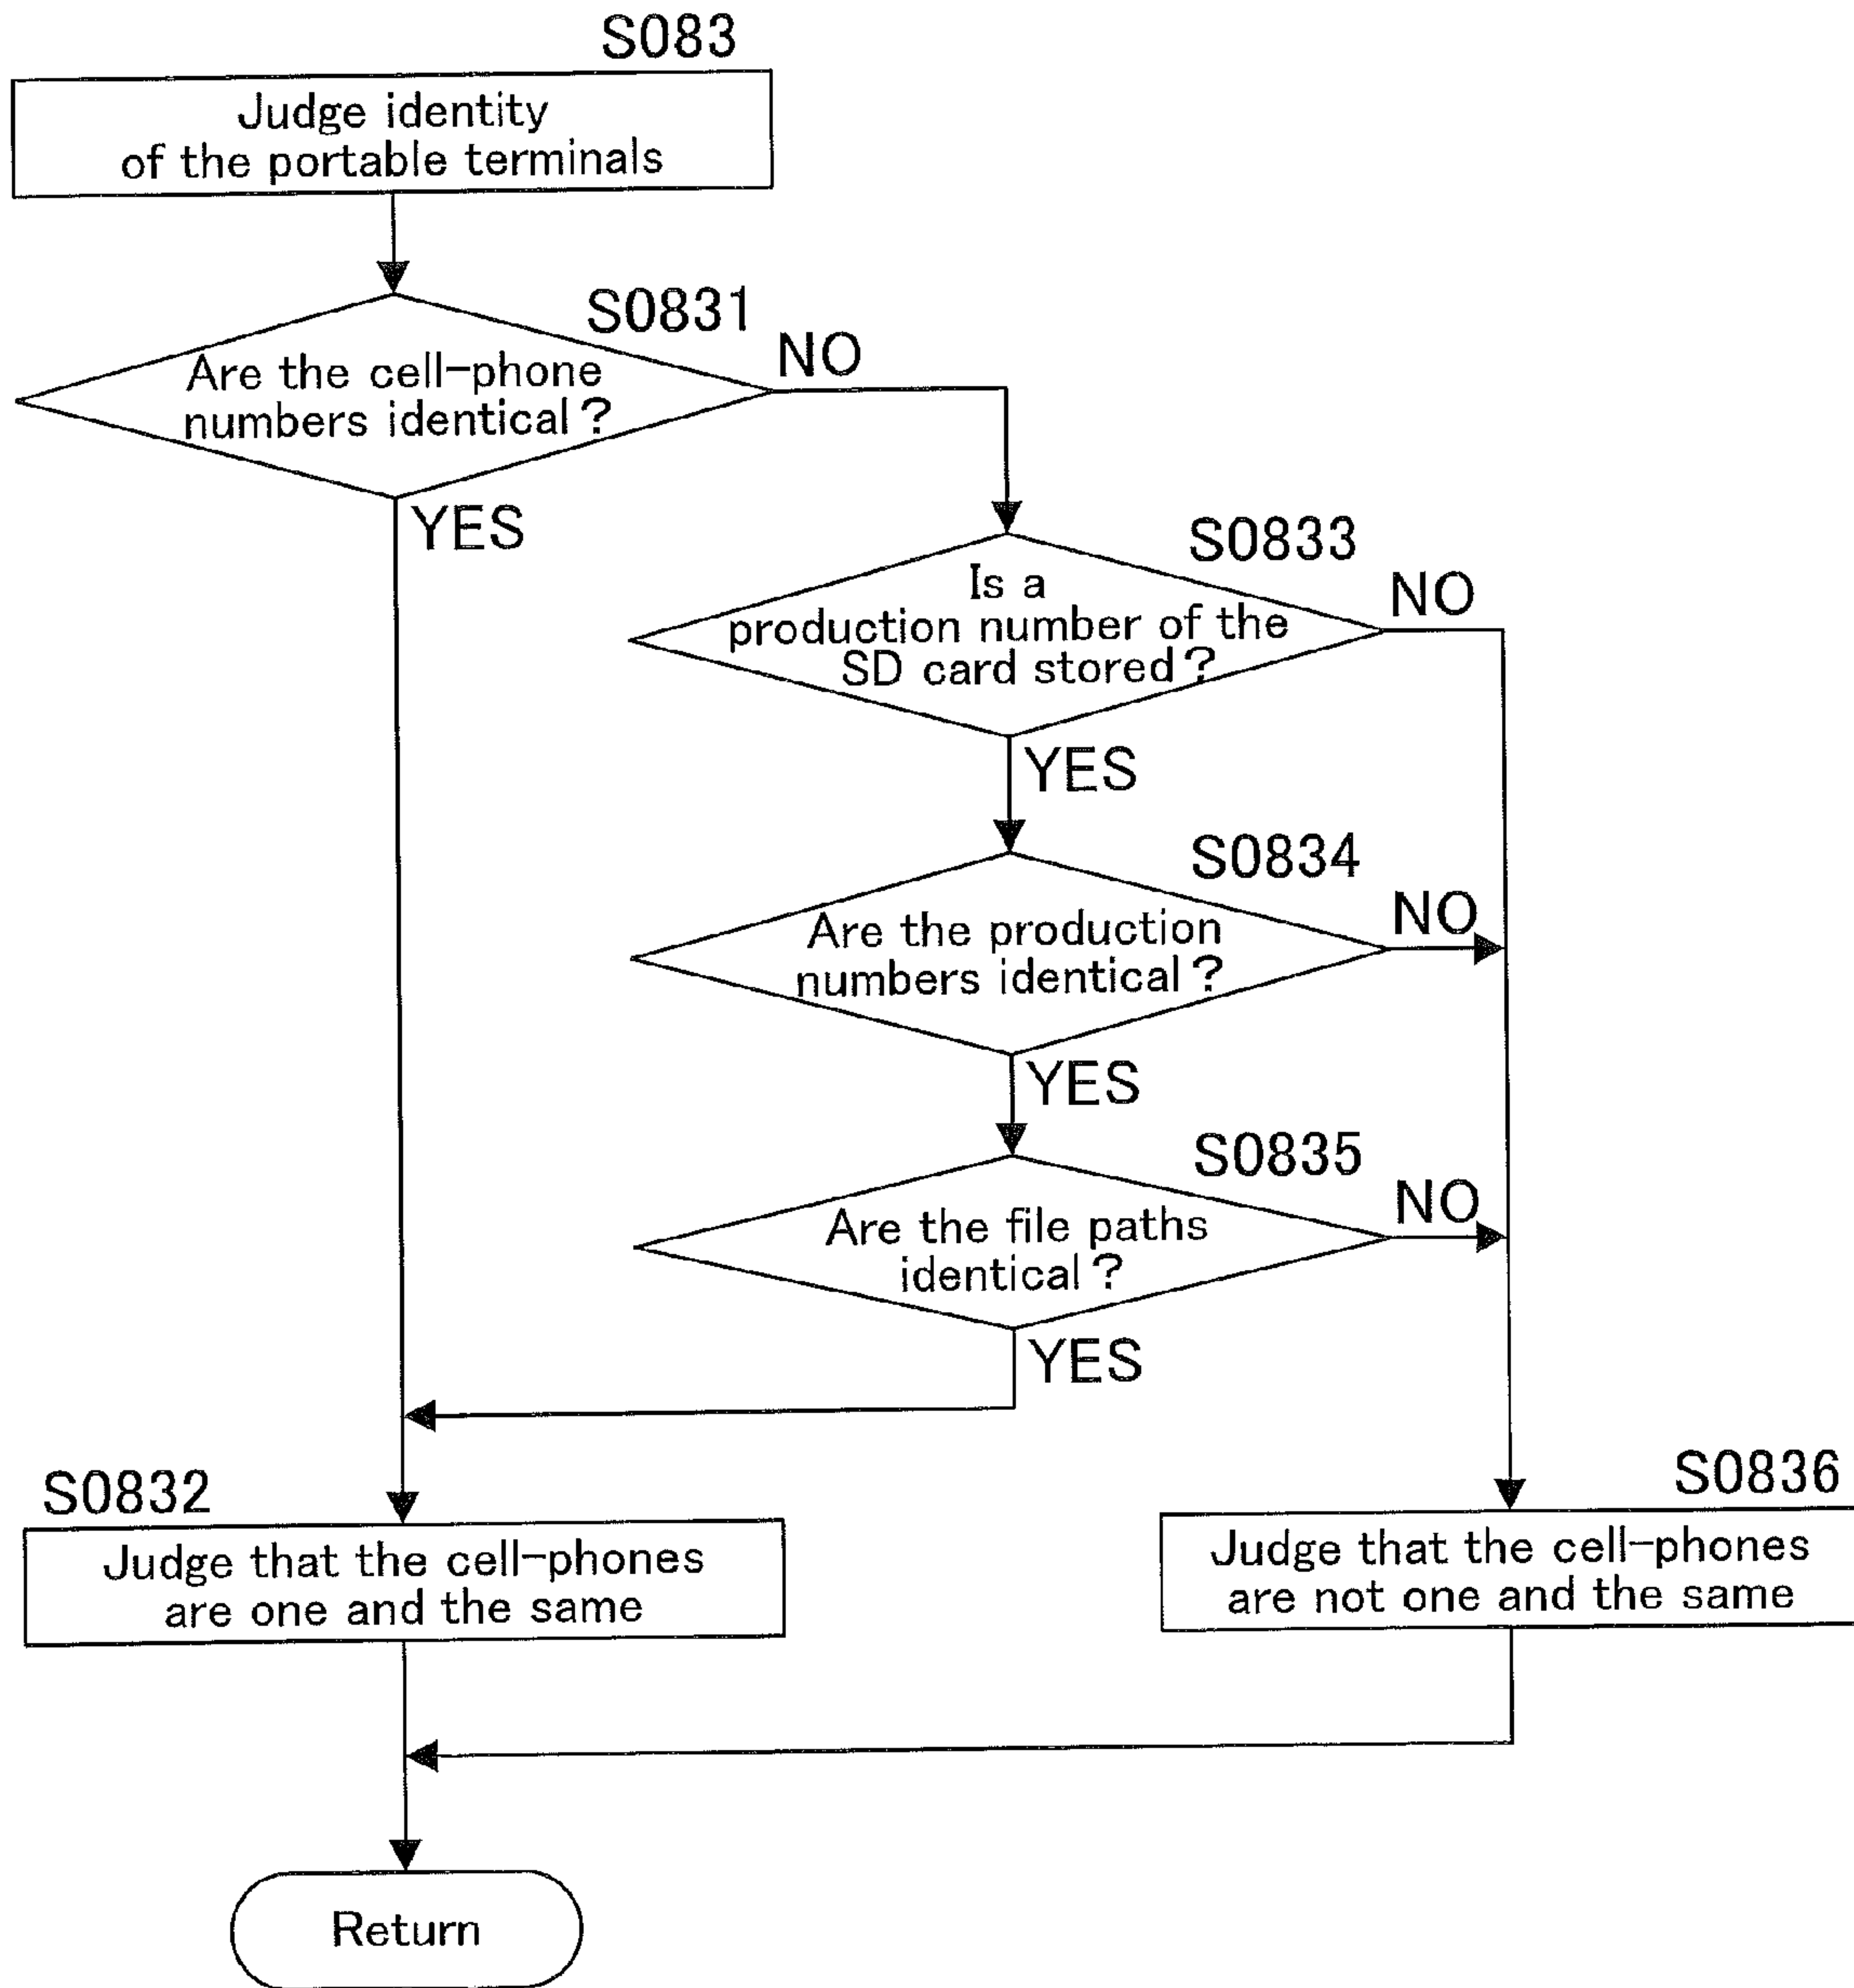 S083
Judge identity
of the portable terminals
S0831
Are the cell-phone
numbers identical?
NO
YES
S0833
Is a
production number of the
SD card stored?
NO
YES
S0834
Are the production
numbers identical?
NO
YES
S0835
Are the file paths
identical?
NO
YES
S0832
Judge that the cell-phones
are one and the same
S0836
Judge that the cell-phones
are not one and the same
Return